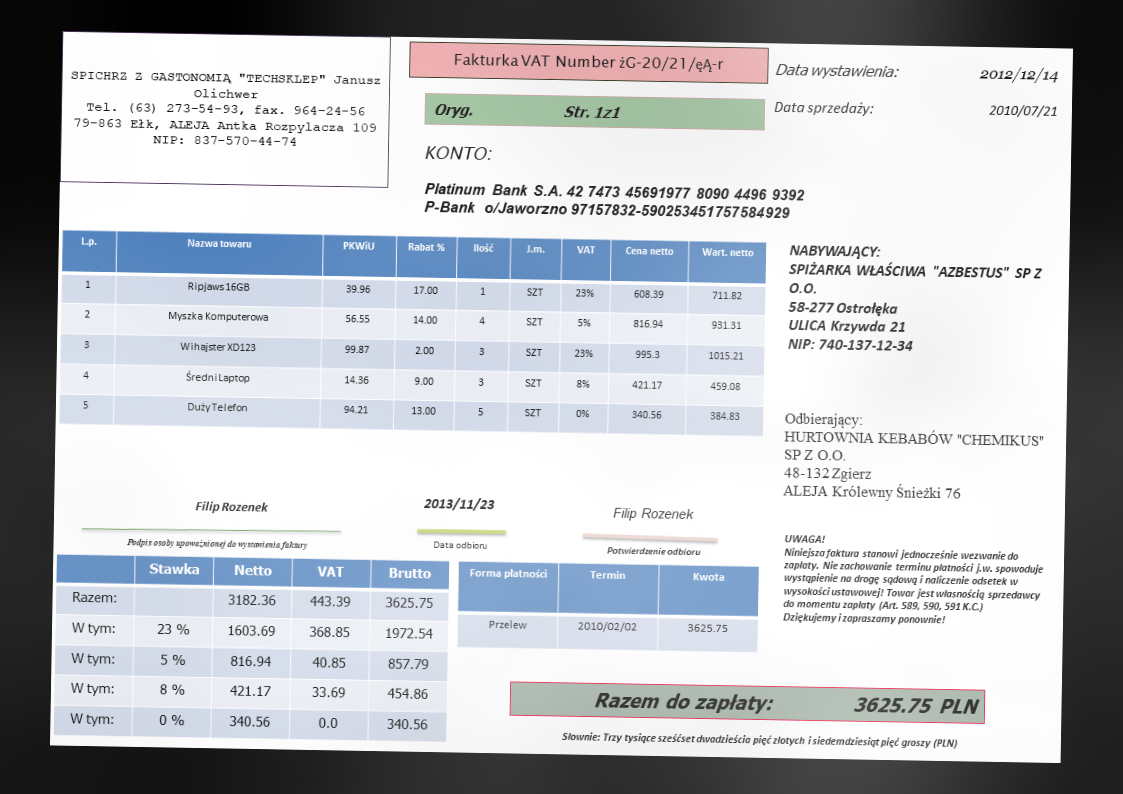 SPICHRZ Z GASTONOMIĄ "TECHSKLEP" Janusz
Olichwer
Tel. (63) 273-54-93, fax. 964-24-56
79-863 Ełk, ALEJA Antka Rozpylacza 109
NIP: 837-570-44-74
Fakturka VAT Number żG-20/21/ęĄ-r
Oryg. Str. 1z1
Data wystawienia: 2012/12/14
Data sprzedaży: 2010/07/21
KONTO:
Platinum Bank S.A. 42 7473 45691977 8090 4496 9392
P-Bank o/Jaworzno 97157832-590253451757584929
L.p. Nazwa towaru PKWiU Rabat % Ilość J.m. VAT Cena netto Wart. netto
1 Ripjaws 16GB 39.96 17.00 1 SZT 23% 608.39 711.82
2 Myszka Komputerowa 56.55 14.00 4 SZT 5% 816.94 931.31
3 Wihajster XD123 99.87 2.00 3 SZT 23% 995.3 1015.21
4 Średni Laptop 14.36 9.00 3 SZT 8% 421.17 459.08
5 Duży Telefon 94.21 13.00 5 SZT 0% 340.56 384.83
NABYWAJĄCY:
SPIŻARKA WŁAŚCIWA "AZBESTUS" SP Z
O.O.
58-277 Ostrołęka
ULICA Krzywda 21
NIP: 740-137-12-34
Odbierający:
HURTOWNIA KEBABÓW "CHEMIKUS"
SP Z O.O.
48-132 Zgierz
ALEJA Królewny Śnieżki 76
Filip Rozenek
Podpis osoby upoważnionej do wystawienia faktury
2013/11/23
Data odbioru
Filip Rozenek
Potwierdzenie odbioru
UWAGA!
Niniejsza faktura stanowi jednocześnie wezwanie do
zapłaty. Nie zachowanie terminu płatności j.w. spowoduje
wystąpienie na drogę sądową i naliczenie odsetek w
wysokości ustawowej! Towar jest własnością sprzedawcy
do momentu zapłaty (Art. 589, 590, 591 K.C.)
Dziękujemy i zapraszamy ponownie!
Stawka Netto VAT Brutto
Razem: 3182.36 443.39 3625.75
W tym: 23 % 1603.69 368.85 1972.54
W tym: 5 % 816.94 40.85 857.79
W tym: 8 % 421.17 33.69 454.86
W tym: 0 % 340.56 0.0 340.56
Forma płatności Termin Kwota
Przelew 2010/02/02 3625.75
Razem do zapłaty: 3625.75 PLN
Słownie: Trzy tysiące sześćset dwadzieścia pięć złotych i siedemdziesiąt pięć groszy (PLN)